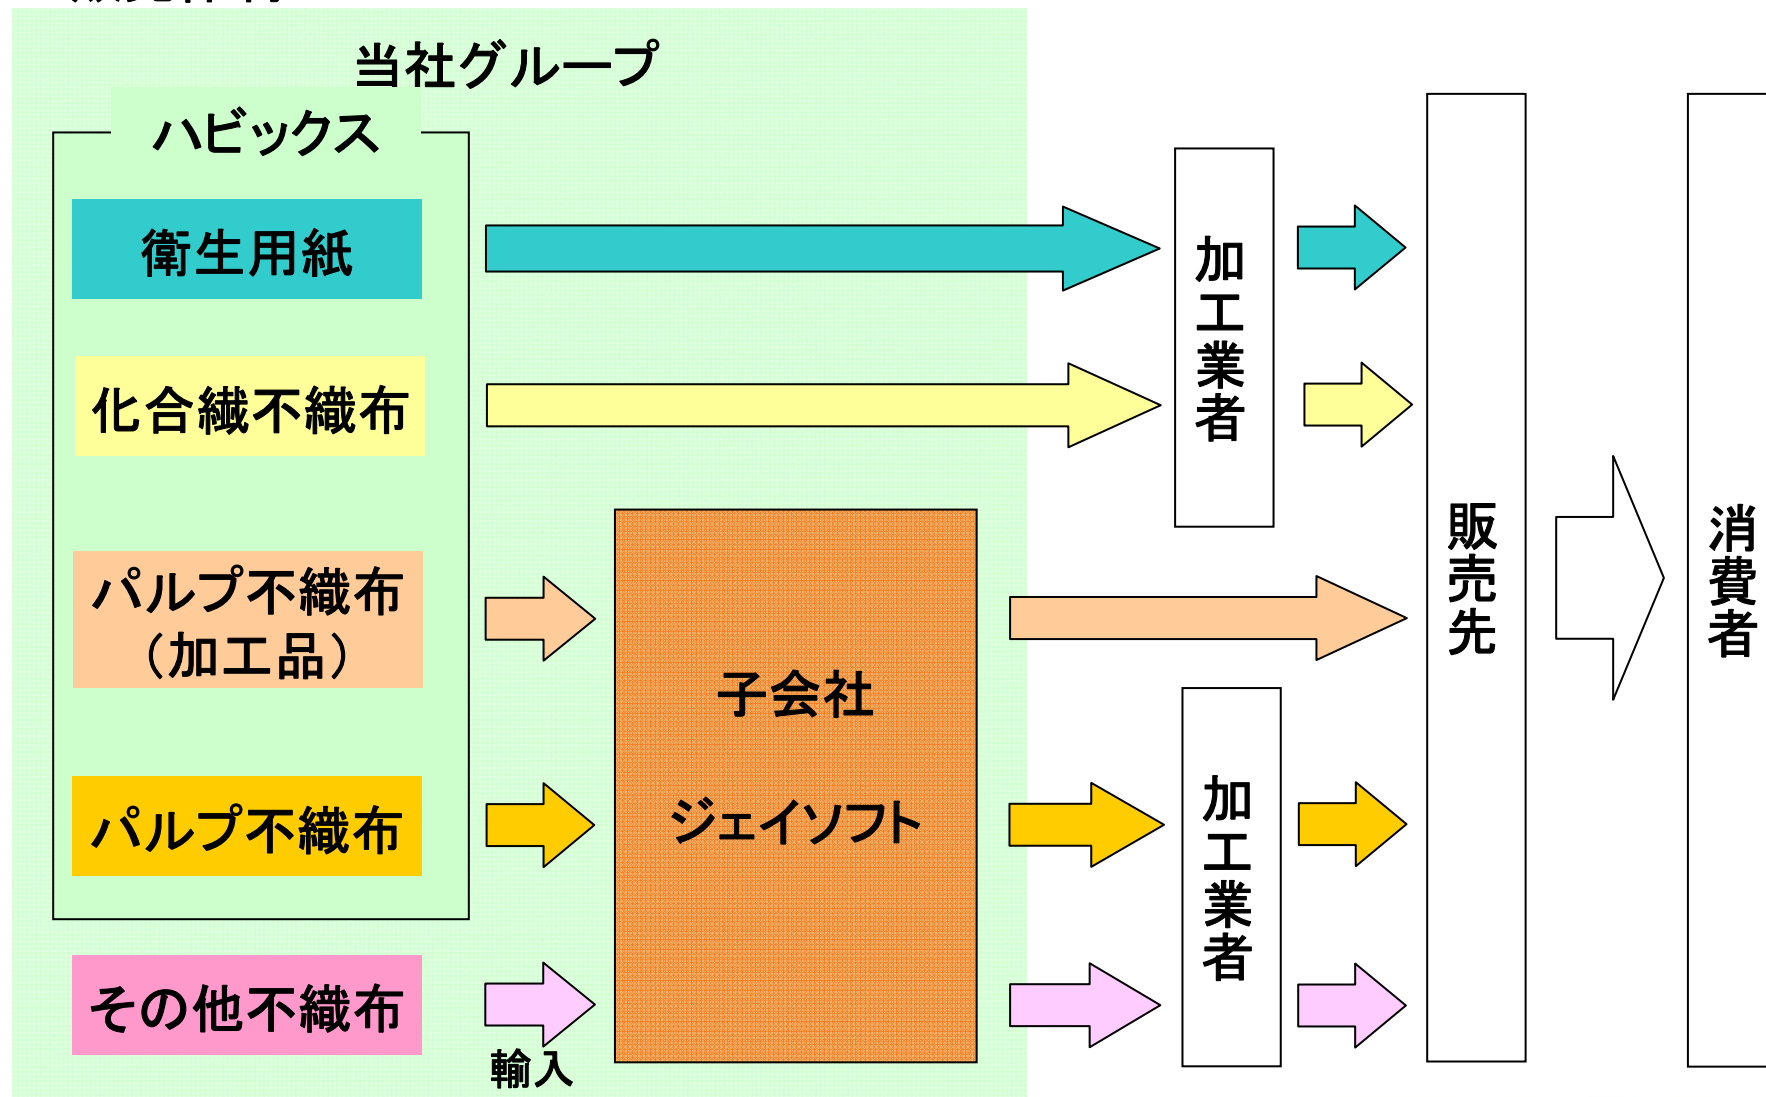 当社グループ
ハビックス
衛生用紙
化合繊不織布
パルプ不織布
（加工品）
パルプ不織布
その他不織布
輸入
子会社
ジェイソフト
加工業者
加工業者
販売先
消費者